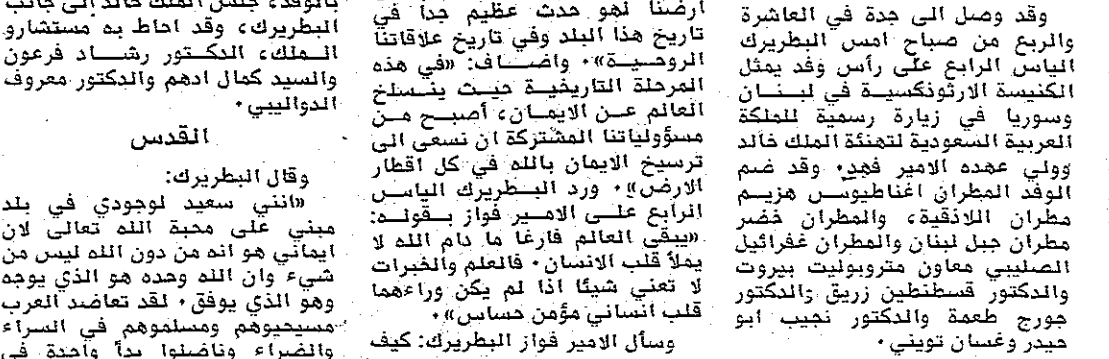 وقد وصل الى جدة في العاشرة
والربع من صباح امس البطريرك
الياس الرابع على رأس وفد يمثل
الكنيسة الارثوذكسية في لبنان
وسوريا في زيارة رسمية للملكة
العربية السعودية لتهنئة الملك خالد
وولي عهده الامير فهد. وقد ضم
الوفد المطران اغناطيوس هزيم
مطران اللاذقية، والمطران خضر
مطران جبل لبنان والمطران غفرائيل
الصليبي معاون متروبوليت بيروت
والدكتور قسطنطين زريق والدكتور
جورج طعمة والدكتور نجيب ابو
حيدر وغسان تويني.
ارضنا لهو حدث عظيم جدا في
تاريخ هذا البلد وفي تاريخ علاقاتنا
الروحية». واضاف: «في هذه
المرحلة التاريخية حيث ينسلخ
العالم عن الايمان، أصبح من
مسؤولياتنا المشتركة ان نسعى الى
ترسيخ الايمان بالله في كل اقطار
الارض». ورد البطريرك الياس
الرابع على الامير فواز بقوله:
«يبقى العالم فارغا ما دام الله لا
يملأ قلب الانسان. فالعلم والخبرات
لا تعني شيئا اذا لم يكن وراءهما
قلب انساني مؤمن حساس».
وسأل الامير فواز البطريرك: كيف
بالوفد، جلس الملك خالد الى جانب
البطريرك، وقد احاط به مستشارو
الملك، الدكتور رشاد فرعون
والسيد كمال ادهم والدكتور معروف
الدواليبي.
القدس
وقال البطريرك:
«انني سعيد لوجودي في بلد
مبني على محبة الله تعالى لان
ايماني هو انه من دون الله ليس من
شيء وان الله وحده هو الذي يوجه
وهو الذي يوفق. لقد تعاضد العرب
مسيحيوهم ومسلموهم في السراء
والضراء وناضلوا يدا واحدة في